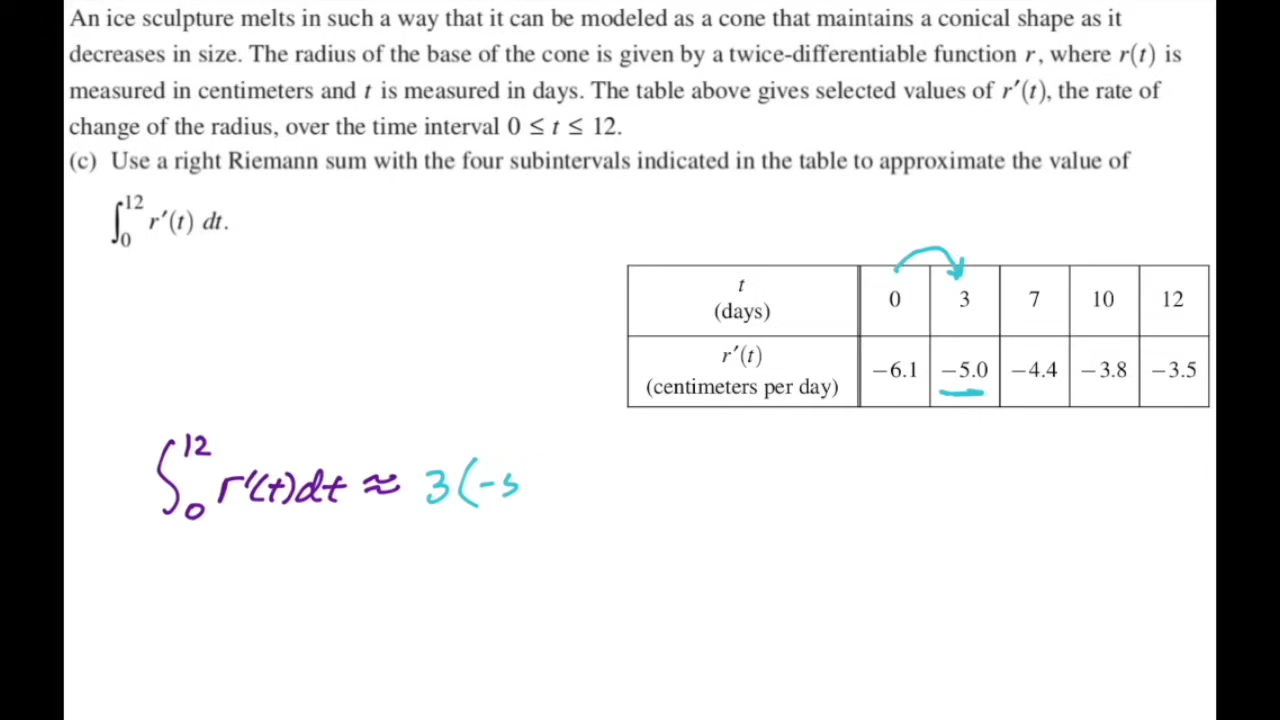 An ice sculpture melts in such a way that it can be modeled as a cone that maintains a conical shape as it
decreases in size. The radius of the base of the cone is given by a twice-differentiable function r, where r(t) is
measured in centimeters and t is measured in days. The table above gives selected values of r′(t), the rate of
change of the radius, over the time interval 0 ≤ t ≤ 12.
(c) Use a right Riemann sum with the four subintervals indicated in the table to approximate the value of
∫₀¹² r′(t) dt.
t (days) 0 3 7 10 12
r′(t) (centimeters per day) −6.1 −5.0 −4.4 −3.8 −3.5
∫₀¹² r′(t)dt ≈ 3(-5